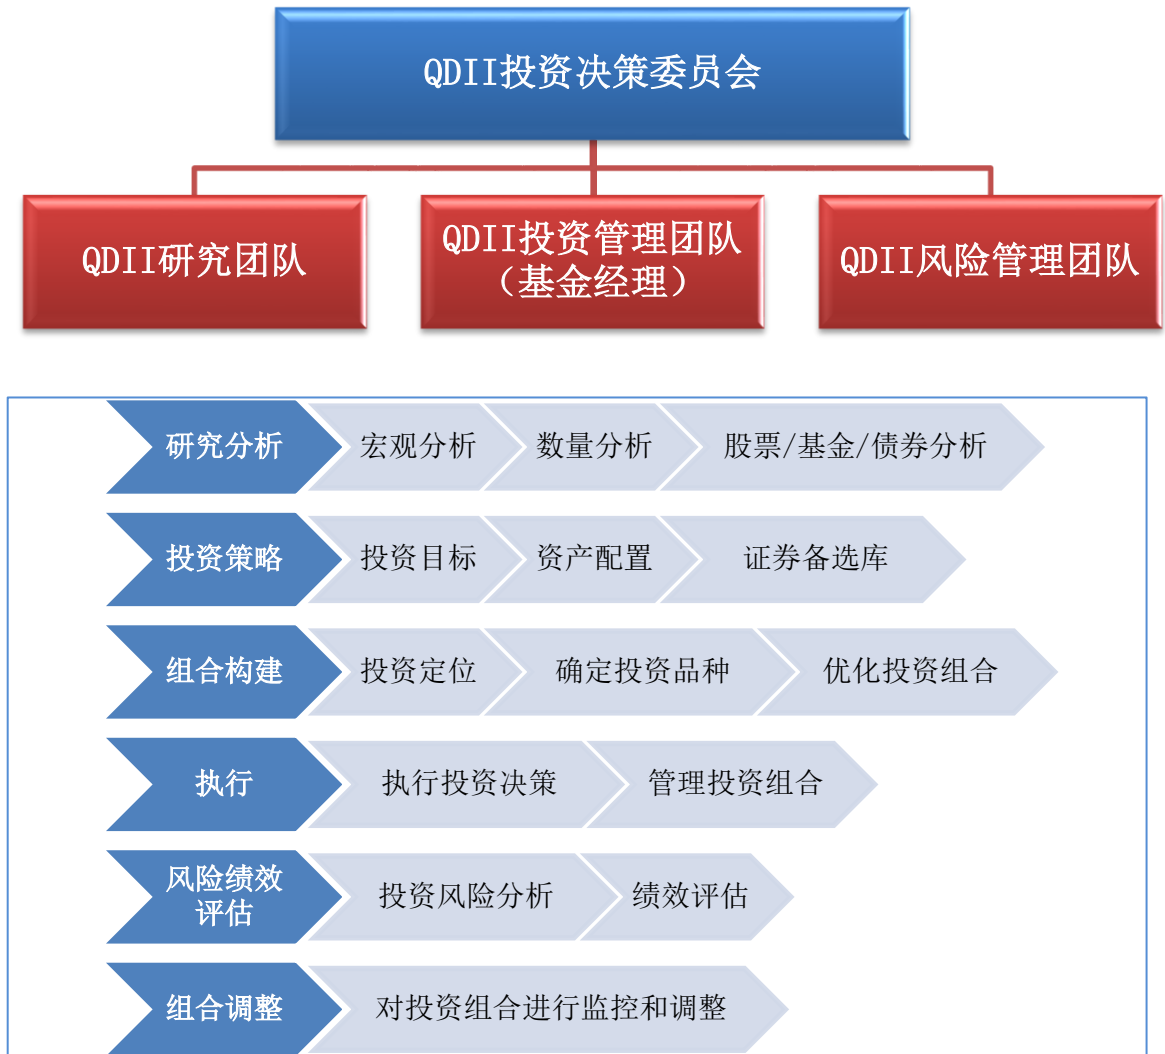 QDII投资决策委员会
QDII研究团队
QDII投资管理团队
（基金经理）
QDII风险管理团队
研究分析 宏观分析 数量分析 股票/基金/债券分析
投资策略 投资目标 资产配置 证券备选库
组合构建 投资定位 确定投资品种 优化投资组合
执行 执行投资决策 管理投资组合
风险绩效
评估 投资风险分析 绩效评估
组合调整 对投资组合进行监控和调整